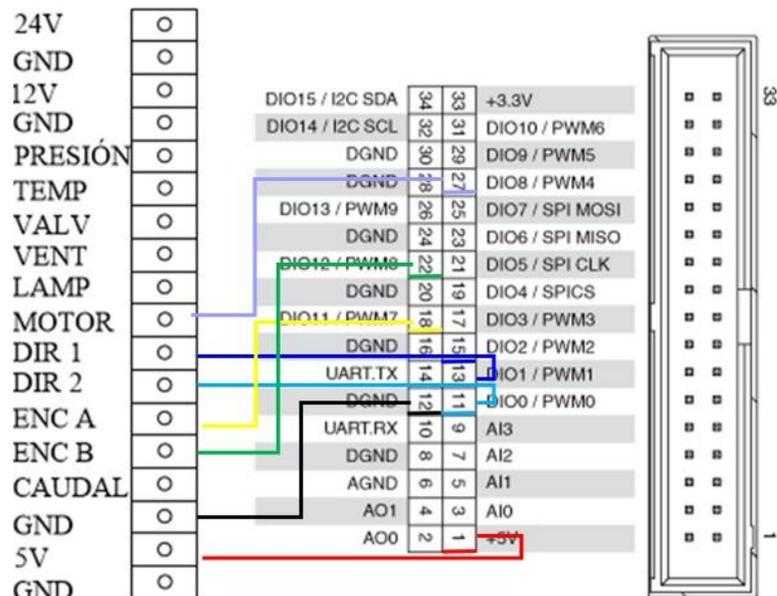 24V
GND
12V
GND
PRESIÓN
TEMP
VALV
VENT
LAMP
MOTOR
DIR 1
DIR 2
ENC A
ENC B
CAUDAL
GND
5V
GND
DIO15 / I2C SDA 34 33 +3.3V
DIO14 / I2C SCL 32 31 DIO10 / PWM6
DGND 30 29 DIO9 / PWM5
DGND 28 27 DIO8 / PWM4
DIO13 / PWM9 26 25 DIO7 / SPI MOSI
DGND 24 23 DIO6 / SPI MISO
DIO12 / PWM8 22 21 DIO5 / SPI CLK
DGND 20 19 DIO4 / SPICS
DIO11 / PWM7 18 17 DIO3 / PWM3
DGND 16 15 DIO2 / PWM2
UART.TX 14 13 DIO1 / PWM1
DGND 12 11 DIO0 / PWM0
UART.RX 10 9 AI3
DGND 8 7 AI2
AGND 6 5 AI1
AO1 4 3 AI0
AO0 2 1 +5V
33
1